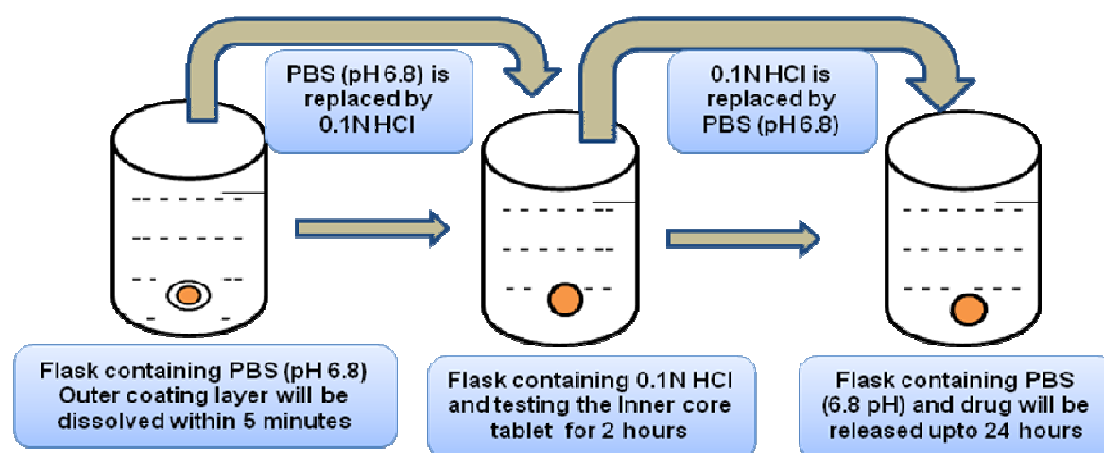 PBS (pH 6.8) is
replaced by
0.1N HCl
0.1N HCl is
replaced by
PBS (pH 6.8)
Flask containing PBS (pH 6.8)
Outer coating layer will be
dissolved within 5 minutes
Flask containing 0.1N HCl
and testing the Inner core
tablet for 2 hours
Flask containing PBS
(6.8 pH) and drug will be
released upto 24 hours